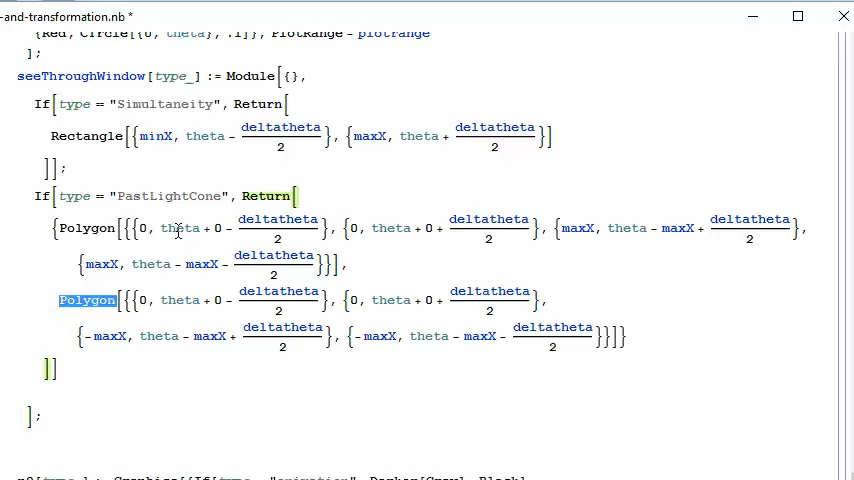 -and-transformation.nb *
{Red, Circle[{0, theta}, .1]}, PlotRange → plotrange
];
seeThroughWindow[type_] := Module[{},
If[type = "Simultaneity", Return[
Rectangle[{minX, theta - deltatheta/2}, {maxX, theta + deltatheta/2}]
]];
If[type = "PastLightCone", Return[
{Polygon[{{0, theta + 0 - deltatheta/2}, {0, theta + 0 + deltatheta/2}, {maxX, theta - maxX + deltatheta/2},
{maxX, theta - maxX - deltatheta/2}}],
Polygon[{{0, theta + 0 - deltatheta/2}, {0, theta + 0 + deltatheta/2},
{-maxX, theta - maxX + deltatheta/2}, {-maxX, theta - maxX - deltatheta/2}}]}
]]
];